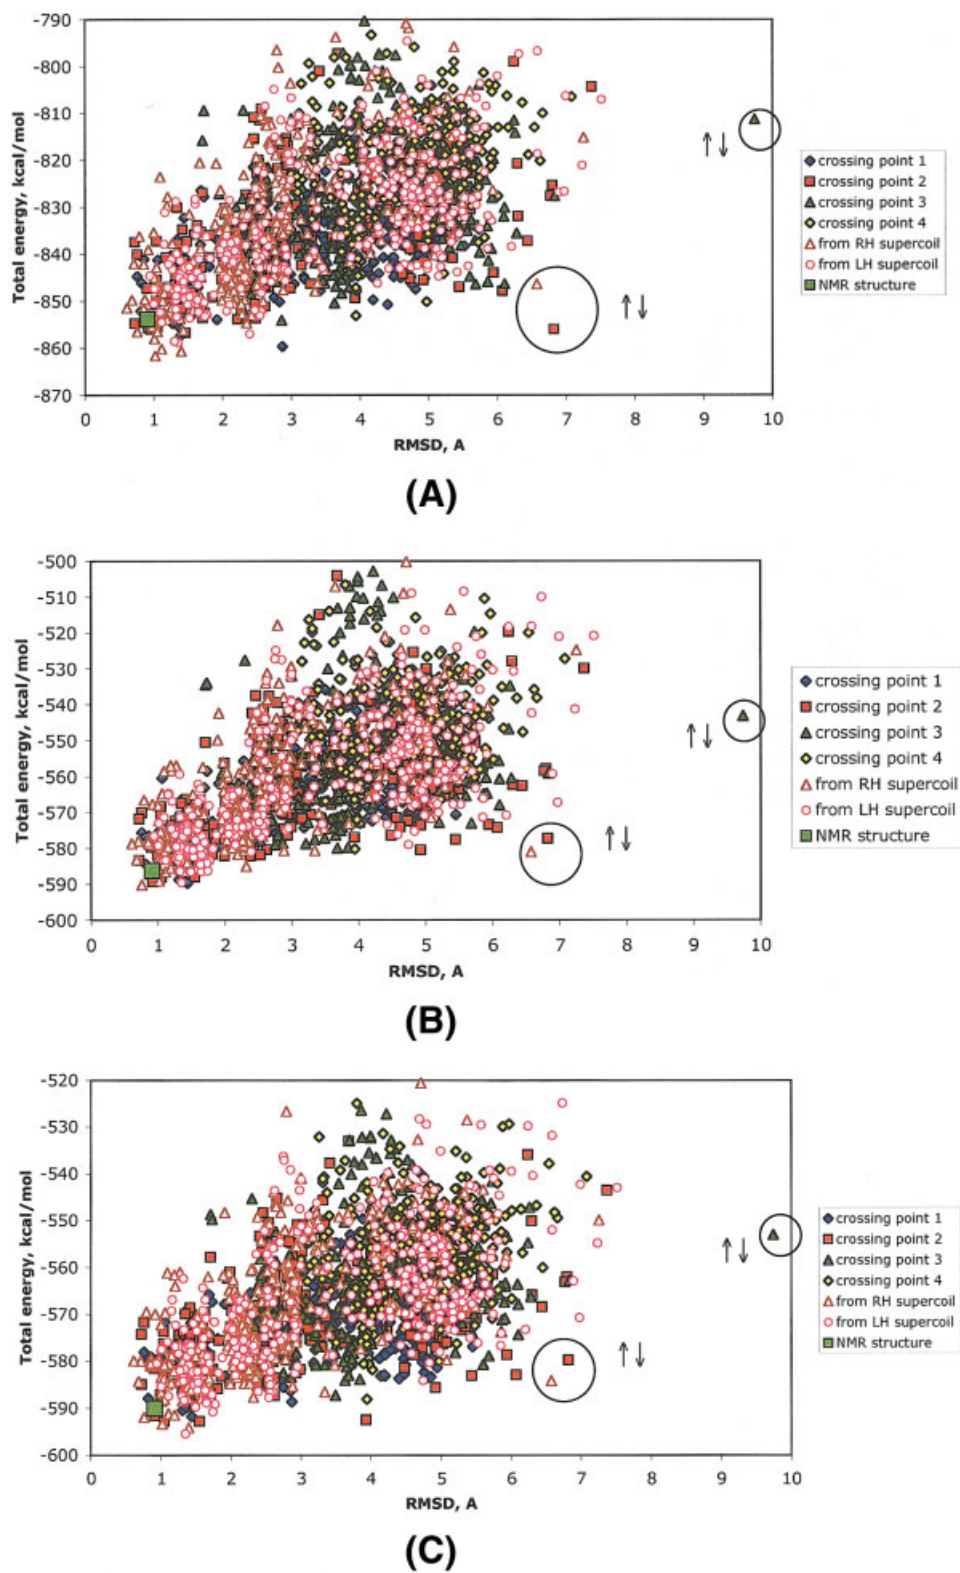 -790
-800
-810
-820
-830
-840
-850
-860
-870
Total energy, kcal/mol
0 1 2 3 4 5 6 7 8 9 10
RMSD, A
↑↓
↑↓
crossing point 1
crossing point 2
crossing point 3
crossing point 4
from RH supercoil
from LH supercoil
NMR structure
(A)
-500
-510
-520
-530
-540
-550
-560
-570
-580
-590
-600
Total energy, kcal/mol
0 1 2 3 4 5 6 7 8 9 10
RMSD, A
↑↓
↑↓
crossing point 1
crossing point 2
crossing point 3
crossing point 4
from RH supercoil
from LH supercoil
NMR structure
(B)
-520
-530
-540
-550
-560
-570
-580
-590
-600
Total energy, kcal/mol
0 1 2 3 4 5 6 7 8 9 10
RMSD, A
↑↓
↑↓
crossing point 1
crossing point 2
crossing point 3
crossing point 4
from RH supercoil
from LH supercoil
NMR structure
(C)